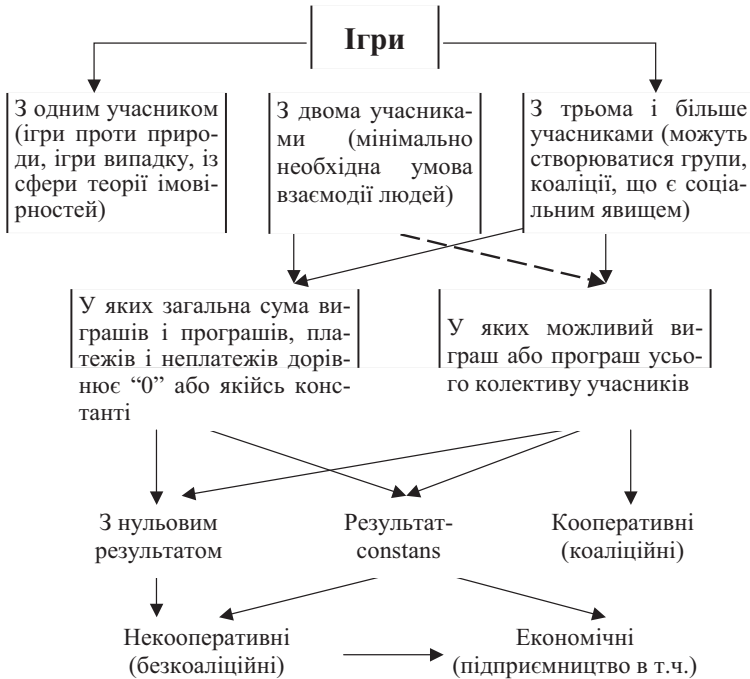 Ігри
З одним учасником
(ігри проти приро-
ди, ігри випадку, із
сфери теорії імовір-
ностей)
З двома учасника-
ми (мінімально
необхідна умова
взаємодії людей)
З трьома і більше
учасниками (можуть
створюватися групи,
коаліції, що є соціа-
льним явищем)
У яких загальна сума ви-
грашів і програшів, пла-
тежів і неплатежів дорів-
нює “0” або якійсь конс-
танті
У яких можливий ви-
граш або програш усьо-
го колективу учасників
З нульовим
результатом
Результат-
constans
Кооперативні
(коаліційні)
Некооперативні
(безкоаліційні)
Економічні
(підприємництво в т.ч.)